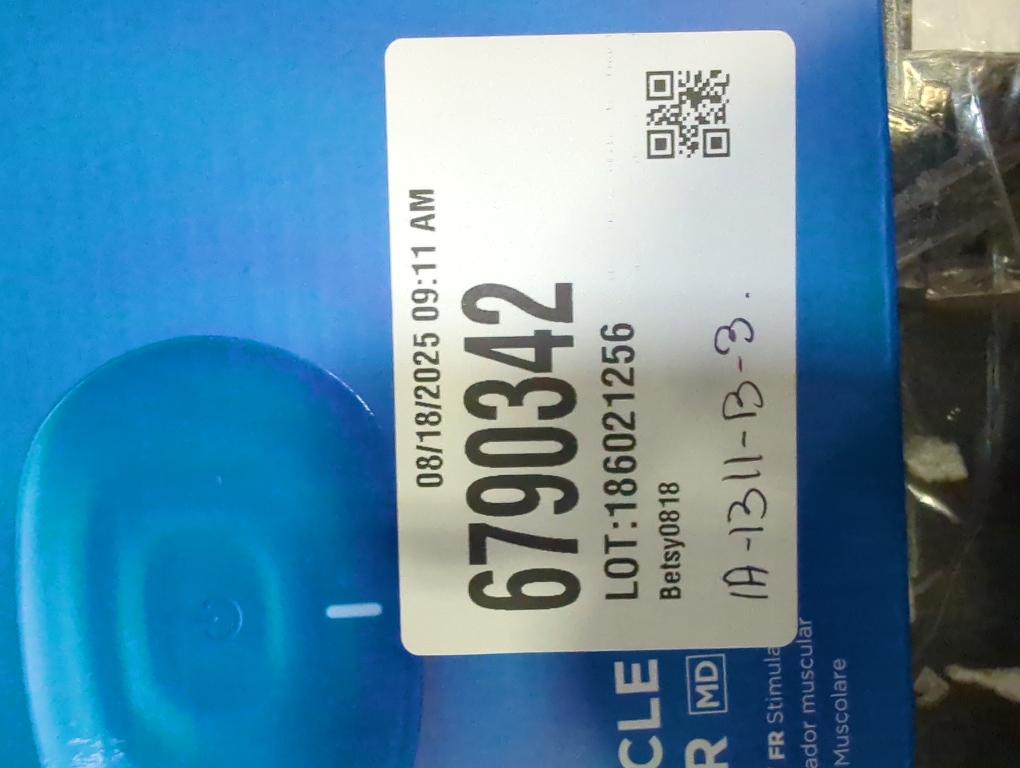 08/18/2025 09:11 AM
6790342
LOT:186021256
Betsy0818
1A-1311-B-3.
CLE
R MD
FR Stimula
ador muscular
Muscolare